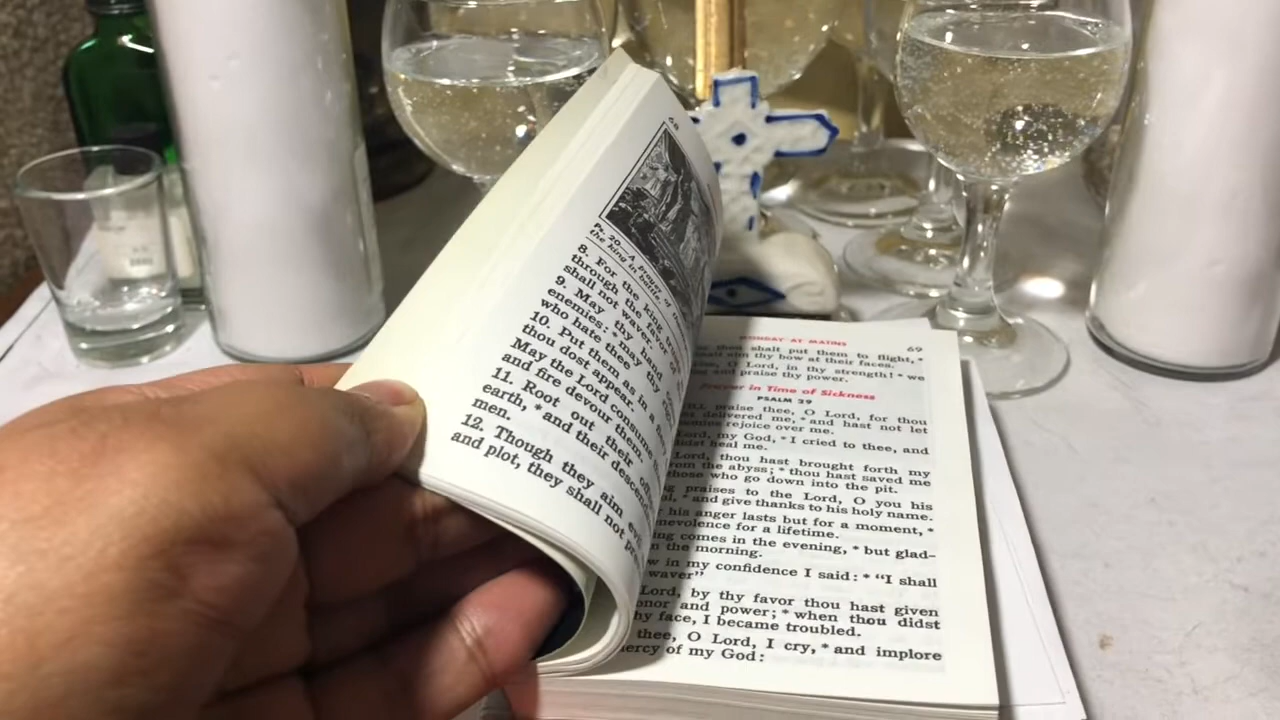 68
Ps. 20. A prayer of
the king in battle.
8. For the king
through the
shall not waver. for
9. May thy hand
enemies: * may thy
who hate thee.
10. Put them as in a
thou dost appear.
May the Lord consume
and fire devour them.
11. Root out their
earth, * and their
men.
12. Though they aim
and plot, they shall not
MONDAY AT MATINS
69
then shalt put them to flight, *
aim thy bow at their faces.
O Lord, in thy strength! * we
and praise thy power.
Prayer in Time of Sickness
PSALM 29
praise thee, O Lord, for thou
delivered me, * and hast not let
rejoice over me.
Lord, my God, * I cried to thee, and
didst heal me.
Lord, thou hast brought forth my
from the abyss; * thou hast saved me
those who go down into the pit.
praises to the Lord, O you his
* and give thanks to his holy name.
his anger lasts but for a moment, *
for a lifetime.
comes in the evening, * but glad-
in the morning.
in my confidence I said: * “I shall
waver”
Lord, by thy favor thou hast given
and power; * when thou didst
thy face, I became troubled.
thee, O Lord, I cry, * and implore
mercy of my God: